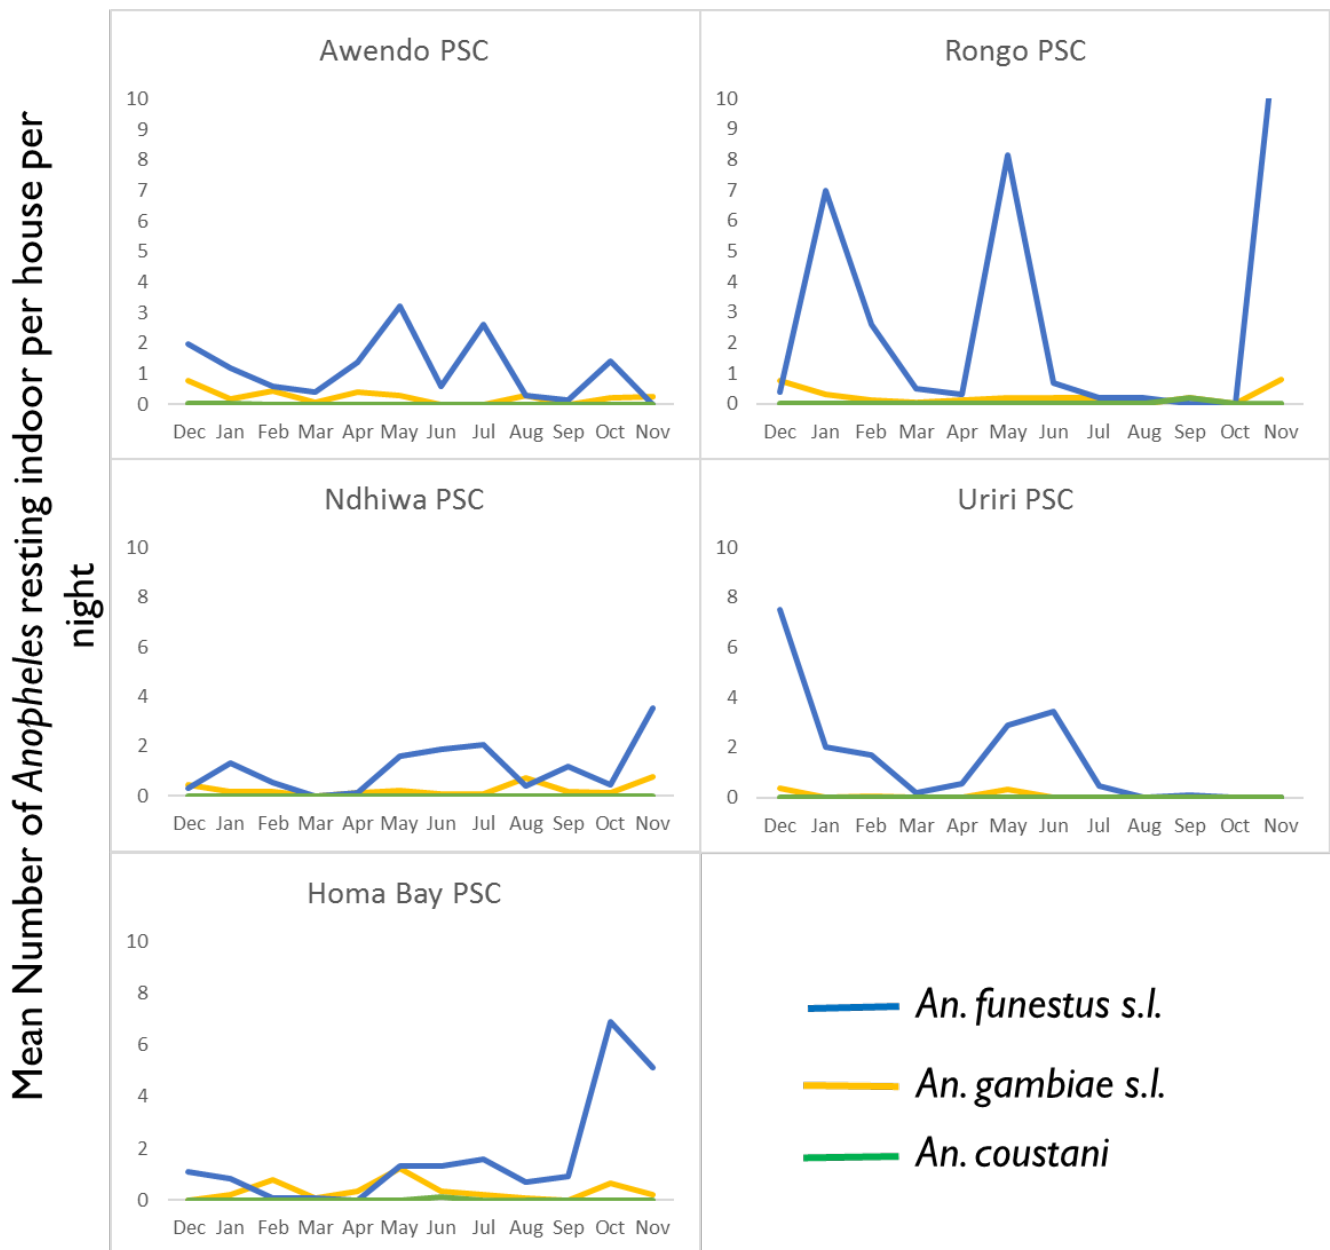 Mean Number of Anopheles resting indoor per house per
night
Awendo PSC
10
9
8
7
6
5
4
3
2
1
0
Dec Jan Feb Mar Apr May Jun Jul Aug Sep Oct Nov
Rongo PSC
10
9
8
7
6
5
4
3
2
1
0
Dec Jan Feb Mar Apr May Jun Jul Aug Sep Oct Nov
Ndhiwa PSC
10
8
6
4
2
0
Dec Jan Feb Mar Apr May Jun Jul Aug Sep Oct Nov
Uriri PSC
10
8
6
4
2
0
Dec Jan Feb Mar Apr May Jun Jul Aug Sep Oct Nov
Homa Bay PSC
10
8
6
4
2
0
Dec Jan Feb Mar Apr May Jun Jul Aug Sep Oct Nov
An. funestus s.l.
An. gambiae s.l.
An. coustani